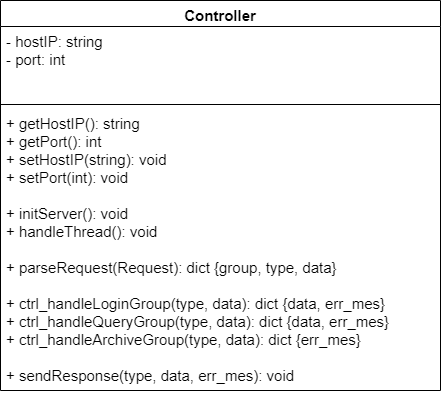 Controller
- hostIP: string
- port: int
+ getHostIP(): string
+ getPort(): int
+ setHostIP(string): void
+ setPort(int): void
+ initServer(): void
+ handleThread(): void
+ parseRequest(Request): dict {group, type, data}
+ ctrl_handleLoginGroup(type, data): dict {data, err_mes}
+ ctrl_handleQueryGroup(type, data): dict {data, err_mes}
+ ctrl_handleArchiveGroup(type, data): dict {err_mes}
+ sendResponse(type, data, err_mes): void